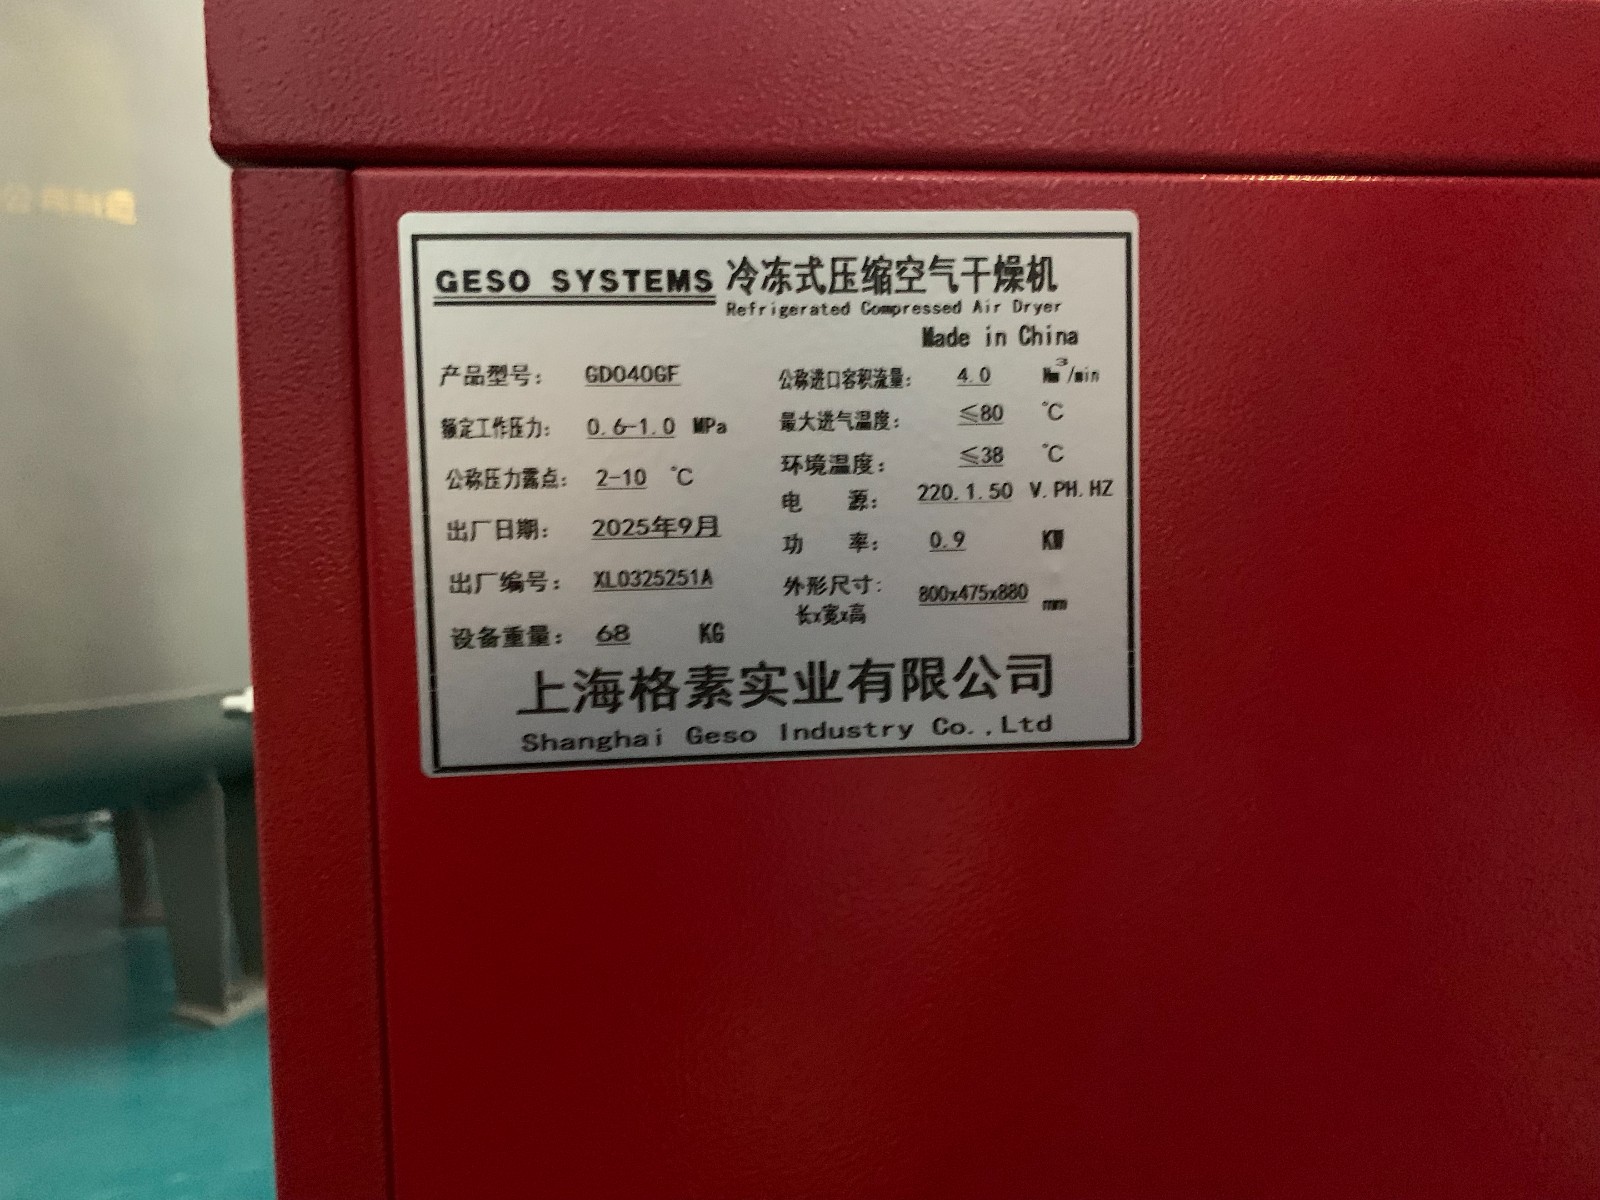 GESO SYSTEMS 冷冻式压缩空气干燥机
Refrigerated Compressed Air Dryer
Made in China
产品型号: GD040GF
额定工作压力: 0.6-1.0 MPa
公称压力露点: 2-10 ℃
出厂日期: 2025年9月
出厂编号: XL0325251A
设备重量: 68 KG
公称进口容积流量: 4.0 Nm³/min
最大进气温度: ≤80 ℃
环境温度: ≤38 ℃
电 源: 220.1.50 V.PH.HZ
功 率: 0.9 KW
外形尺寸: 800x475x880 mm
长x宽x高
上海格素实业有限公司
Shanghai Geso Industry Co.,Ltd